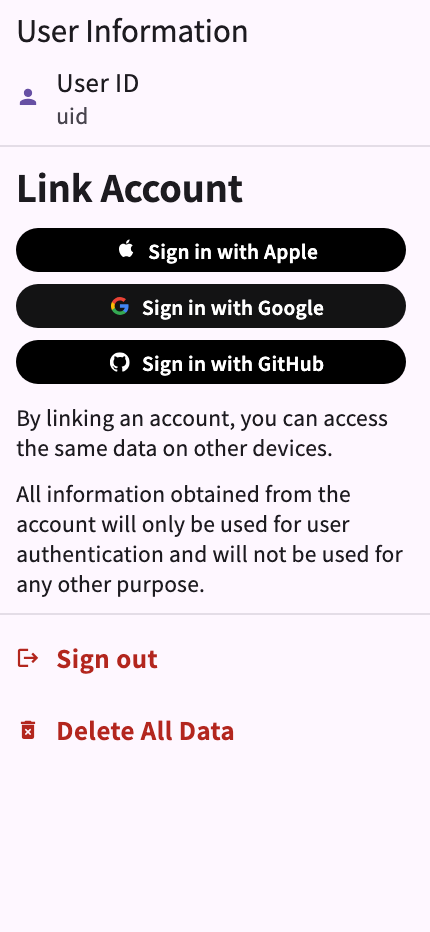 User Information
User ID
uid
Link Account
Sign in with Apple
Sign in with Google
Sign in with GitHub
By linking an account, you can access
the same data on other devices.
All information obtained from the
account will only be used for user
authentication and will not be used for
any other purpose.
Sign out
Delete All Data